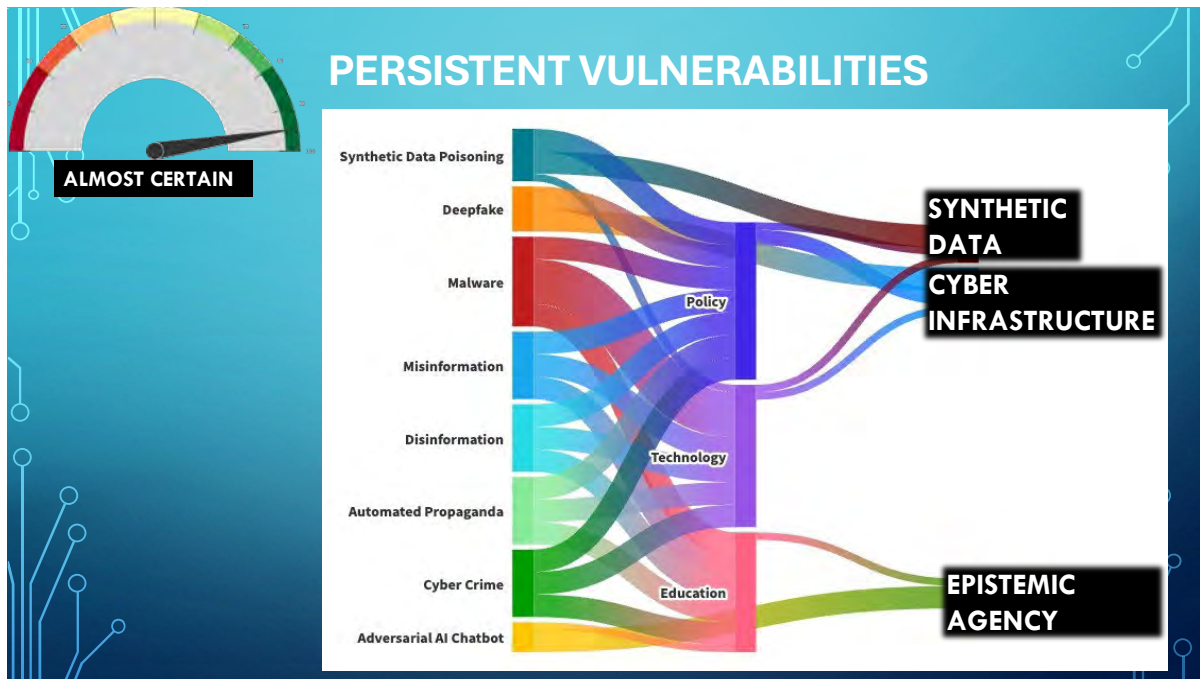 PERSISTENT VULNERABILITIES
ALMOST CERTAIN
Synthetic Data Poisoning
Deepfake
Malware
Misinformation
Disinformation
Automated Propaganda
Cyber Crime
Adversarial AI Chatbot
Policy
Technology
Education
SYNTHETIC
DATA
CYBER
INFRASTRUCTURE
EPISTEMIC
AGENCY